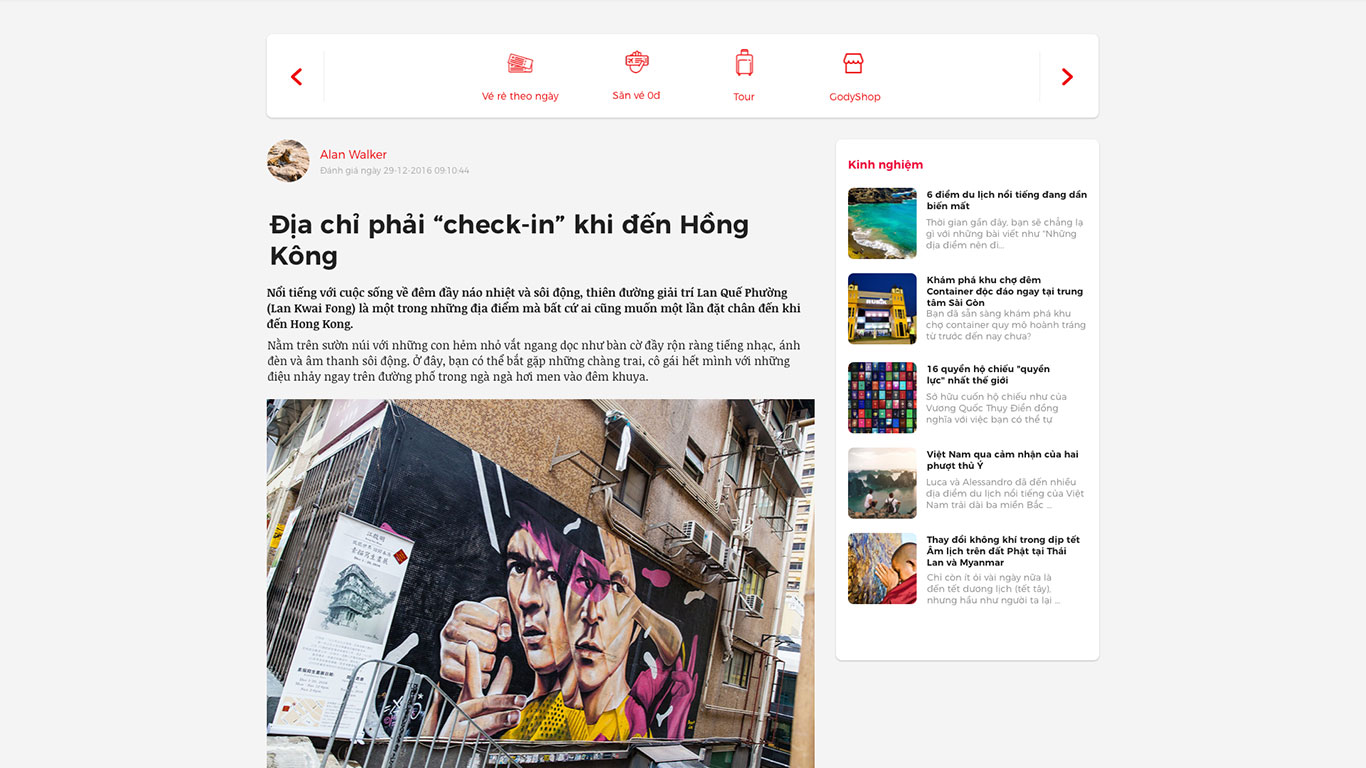 Vé rẻ theo ngày
Săn vé 0đ
Tour
GodyShop
Alan Walker
Đánh giá ngày 29-12-2016 09:10:44
Địa chỉ phải “check-in” khi đến Hồng
Kông
Nổi tiếng với cuộc sống về đêm đầy náo nhiệt và sôi động, thiên đường giải trí Lan Quế Phường
(Lan Kwai Fong) là một trong những địa điểm mà bất cứ ai cũng muốn một lần đặt chân đến khi
đến Hong Kong.
Nằm trên sườn núi với những con hẻm nhỏ vắt ngang dọc như bàn cờ đầy rộn ràng tiếng nhạc, ánh
đèn và âm thanh sôi động. Ở đây, bạn có thể bắt gặp những chàng trai, cô gái hết mình với những
điệu nhảy ngay trên đường phố trong ngà ngà hơi men vào đêm khuya.
Kinh nghiệm
6 điểm du lịch nổi tiếng đang dần
biến mất
Thời gian gần đây, bạn sẽ chẳng lạ
gì với những bài viết như "Những
địa điểm nên đi...
Khám phá khu chợ đêm
Container độc đáo ngay tại trung
tâm Sài Gòn
Bạn đã sẵn sàng khám phá khu
chợ container quy mô hoành tráng
từ trước đến nay chưa?
16 quyển hộ chiếu "quyền
lực" nhất thế giới
Sở hữu cuốn hộ chiếu như của
Vương Quốc Thụy Điển đồng
nghĩa với việc bạn có thể tự
Việt Nam qua cảm nhận của hai
phượt thủ Ý
Luca và Alessandro đã đến nhiều
địa điểm du lịch nổi tiếng của Việt
Nam trải dài ba miền Bắc ...
Thay đổi không khí trong dịp tết
Âm lịch trên đất Phật tại Thái
Lan và Myanmar
Chỉ còn ít ỏi vài ngày nữa là
đến tết dương lịch (tết tây),
nhưng hầu như người ta lại ...